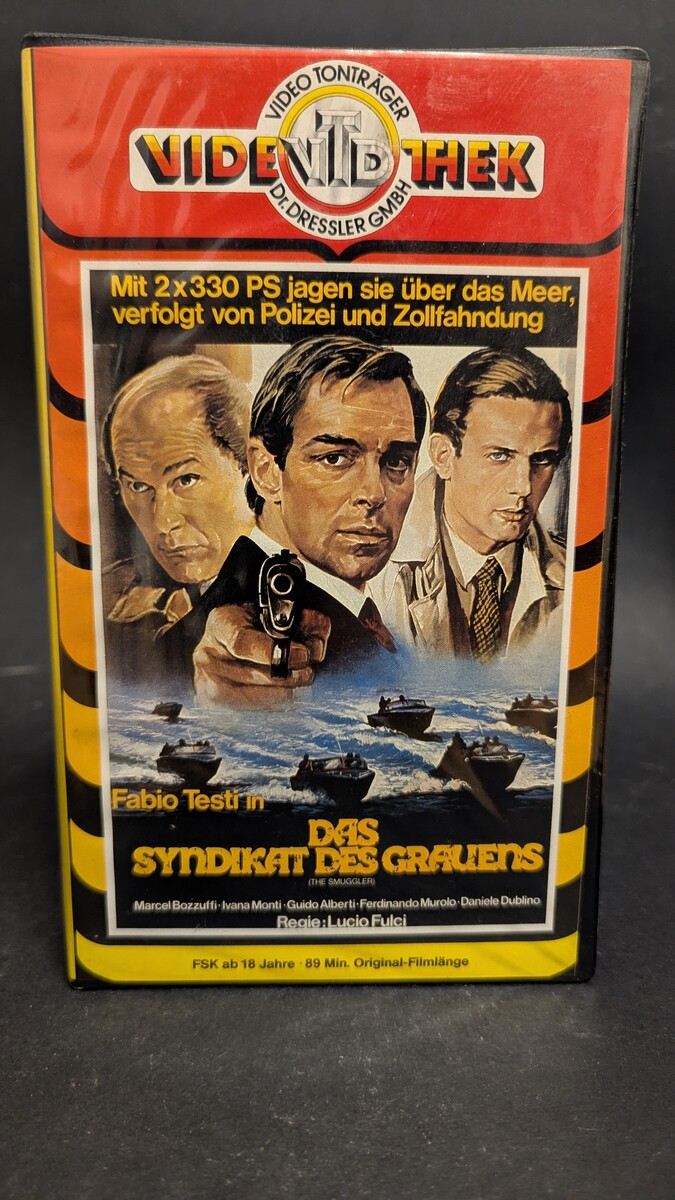 VIDEO TONTRÄGER
VIDE VTD THEK
Dr. DRESSLER GMBH
Mit 2x330 PS jagen sie über das Meer,
verfolgt von Polizei und Zollfahndung
Fabio Testi in
DAS
SYNDIKAT DES GRAUENS
(THE SMUGGLER)
Marcel Bozzuffi · Ivana Monti · Guido Alberti · Ferdinando Murolo · Daniele Dublino
Regie: Lucio Fulci
FSK ab 18 Jahre · 89 Min. Original-Filmlänge